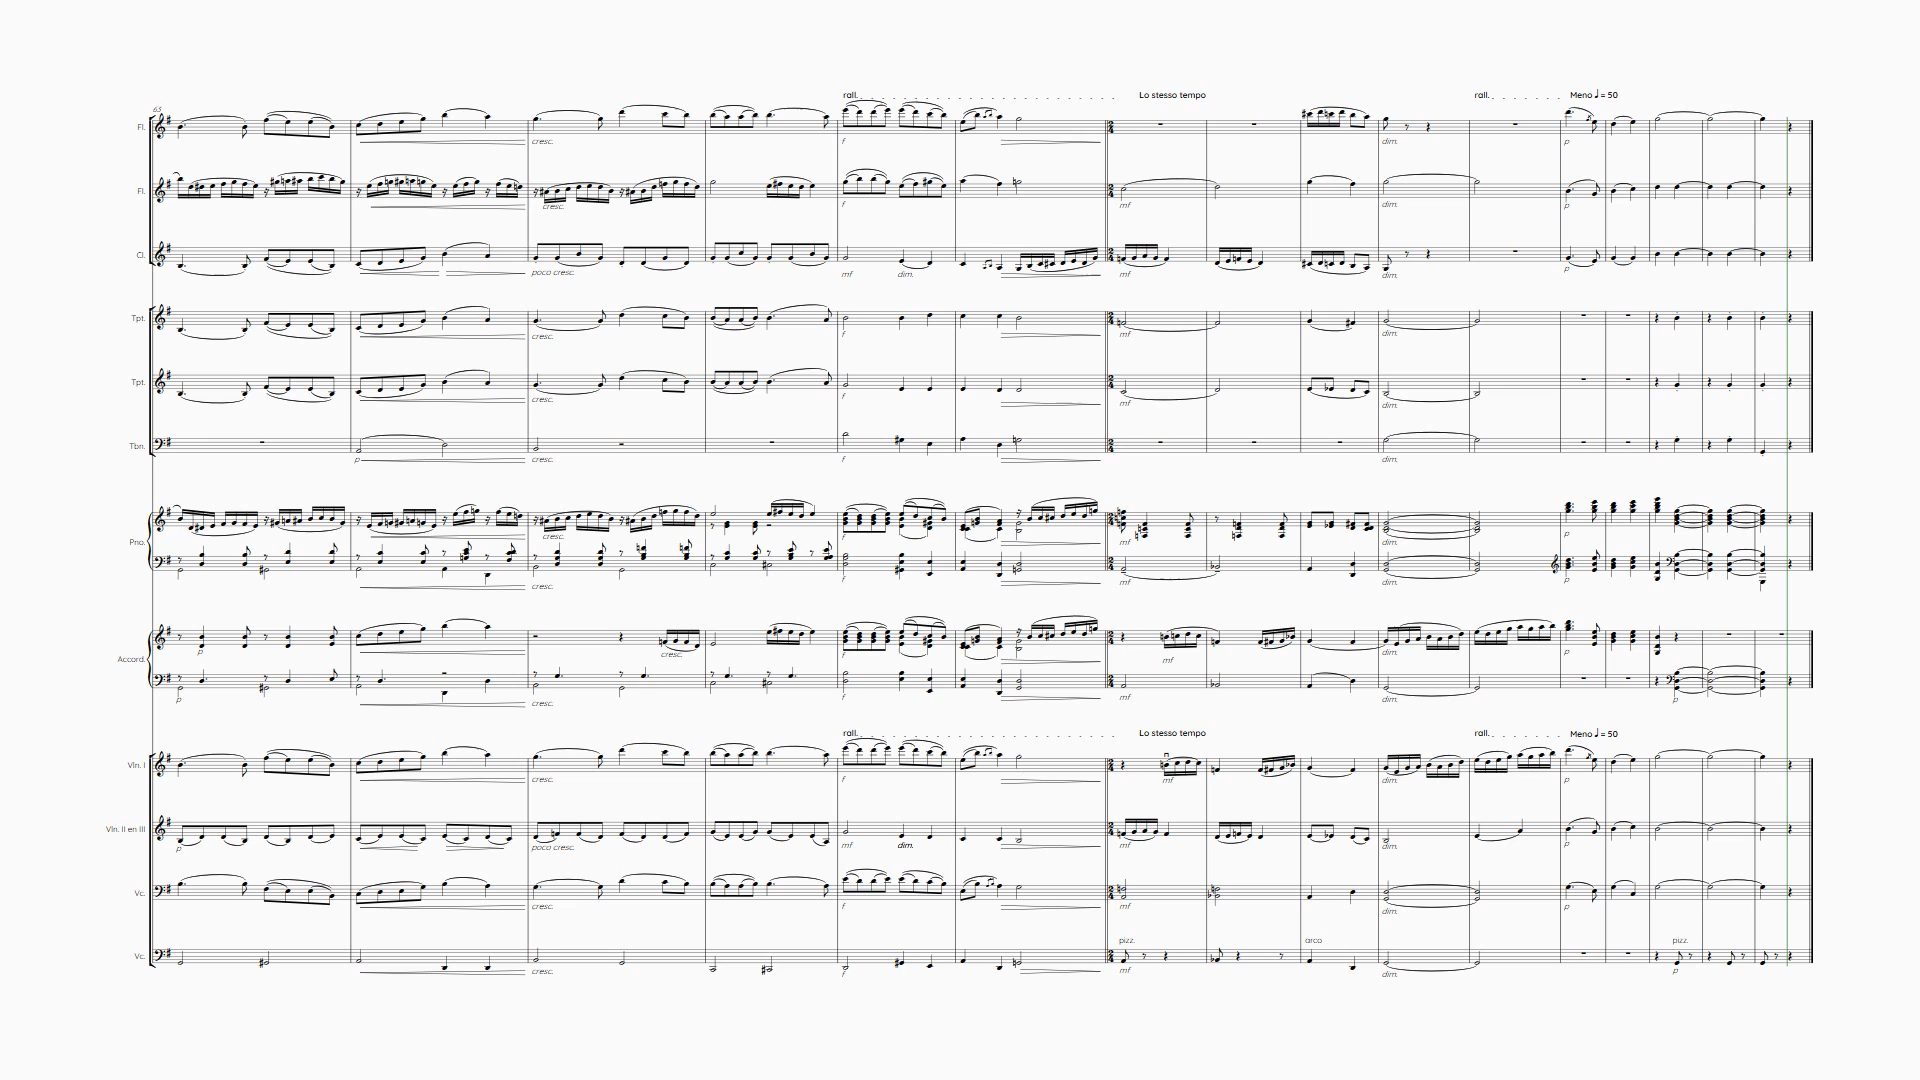 65
rall.
Lo stesso tempo
rall.
Meno ♩ = 50
Fl.
cresc.
f
dim.
p
Fl.
cresc.
f
mf
dim.
p
Cl.
poco cresc.
mf
dim.
mf
dim.
p
Tpt.
cresc.
f
mf
dim.
Tpt.
cresc.
f
mf
dim.
Tbn.
p
cresc.
f
dim.
Pno.
cresc.
f
mf
dim.
p
cresc.
f
mf
dim.
p
Accord.
p
cresc.
f
mf
dim.
p
p
cresc.
f
mf
dim.
p
rall.
Lo stesso tempo
rall.
Meno ♩ = 50
Vln. I
cresc.
f
mf
dim.
p
Vln. II en III
p
poco cresc.
mf
dim.
mf
dim.
p
Vc.
cresc.
f
mf
dim.
p
pizz.
arco
pizz.
Vc.
cresc.
f
mf
dim.
p